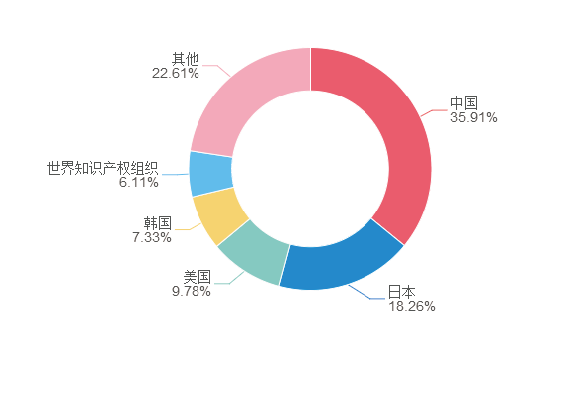 其他
22.61%
中国
35.91%
世界知识产权组织
6.11%
韩国
7.33%
美国
9.78%
日本
18.26%